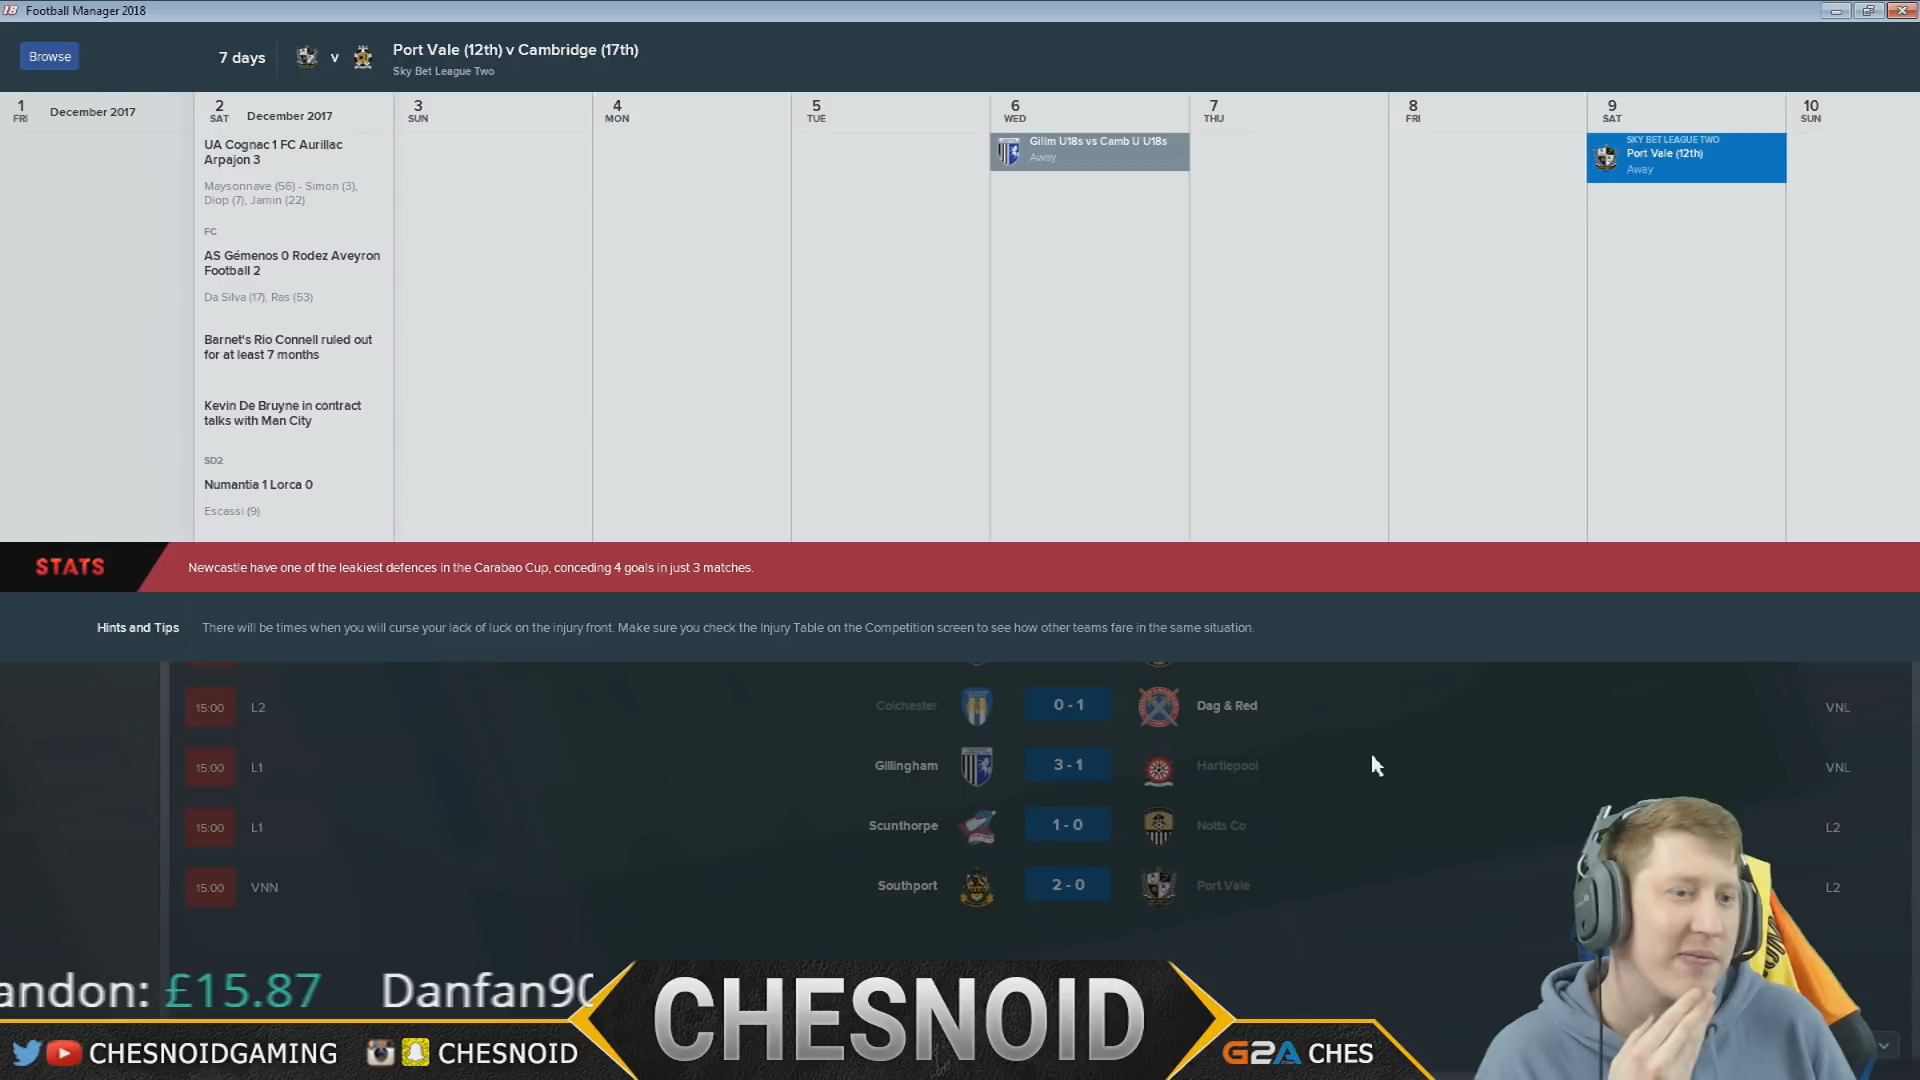 Football Manager 2018
Browse
7 days
v
Port Vale (12th) v Cambridge (17th)
Sky Bet League Two
1 FRI December 2017
2 SAT December 2017
3 SUN
4 MON
5 TUE
6 WED
7 THU
8 FRI
9 SAT
10 SUN
UA Cognac 1 FC Aurillac
Arpajon 3
Maysonnave (56) - Simon (3),
Diop (7), Jamin (22)
FC
AS Gémenos 0 Rodez Aveyron
Football 2
Da Silva (17), Ras (53)
Barnet's Rio Connell ruled out
for at least 7 months
Kevin De Bruyne in contract
talks with Man City
SD2
Numantia 1 Lorca 0
Escassi (9)
Gillm U18s vs Camb U U18s
Away
SKY BET LEAGUE TWO
Port Vale (12th)
Away
STATS
Newcastle have one of the leakiest defences in the Carabao Cup, conceding 4 goals in just 3 matches.
Hints and Tips
There will be times when you will curse your lack of luck on the injury front. Make sure you check the Injury Table on the Competition screen to see how other teams fare in the same situation.
15:00 L2 Colchester 0 - 1 Dag & Red VNL
15:00 L1 Gillingham 3 - 1 Hartlepool VNL
15:00 L1 Scunthorpe 1 - 0 Notts Co L2
15:00 VNN Southport 2 - 0 Port Vale L2
andon: £15.87 Danfan90
CHESNOID
CHESNOIDGAMING
CHESNOID
G2A CHES